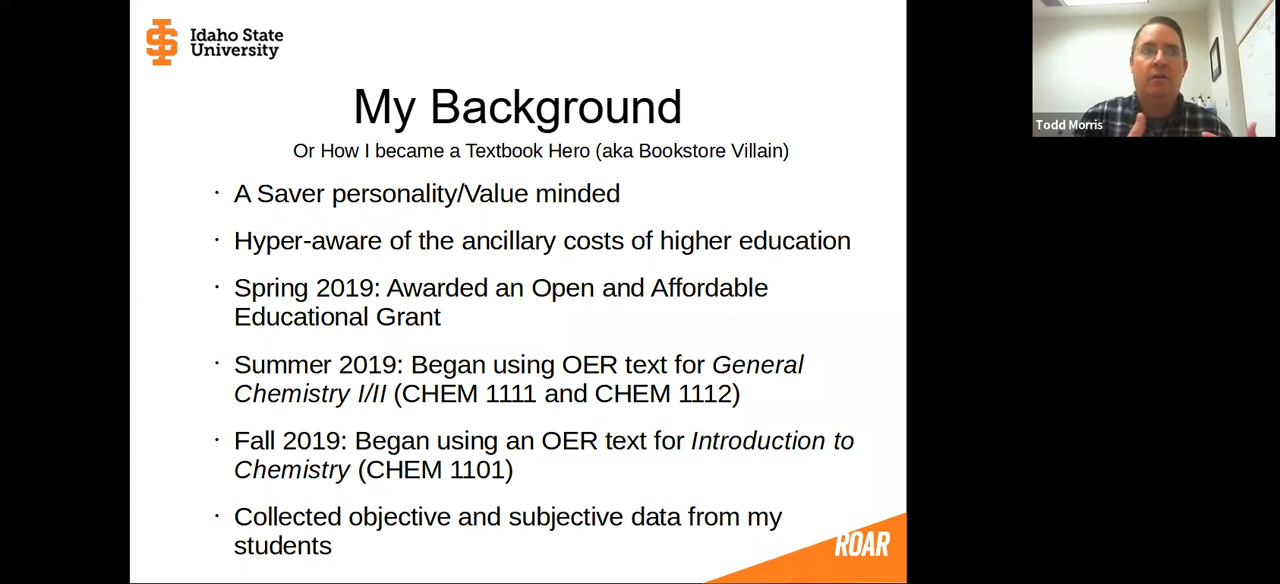 Idaho State
University
My Background
Or How I became a Textbook Hero (aka Bookstore Villain)
· A Saver personality/Value minded
· Hyper-aware of the ancillary costs of higher education
· Spring 2019: Awarded an Open and Affordable
Educational Grant
· Summer 2019: Began using OER text for General
Chemistry I/II (CHEM 1111 and CHEM 1112)
· Fall 2019: Began using an OER text for Introduction to
Chemistry (CHEM 1101)
· Collected objective and subjective data from my
students
ROAR
Todd Morris